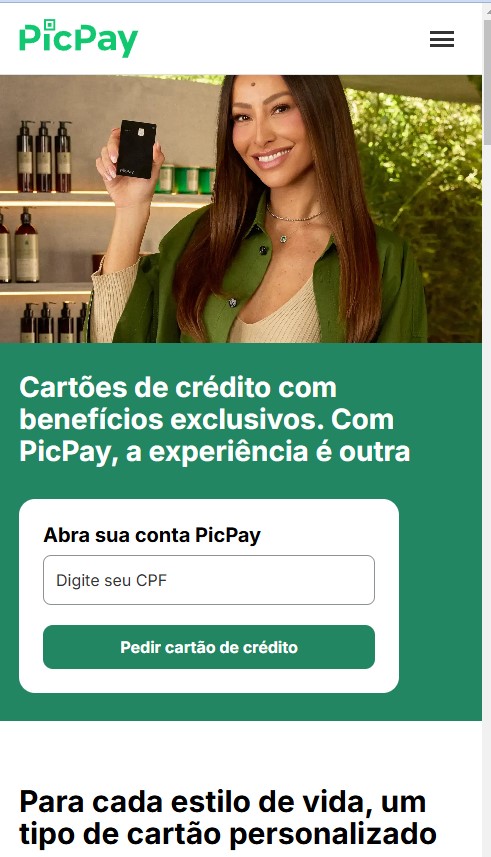 PicPay
Cartões de crédito com
benefícios exclusivos. Com
PicPay, a experiência é outra
Abra sua conta PicPay
Digite seu CPF
Pedir cartão de crédito
Para cada estilo de vida, um
tipo de cartão personalizado